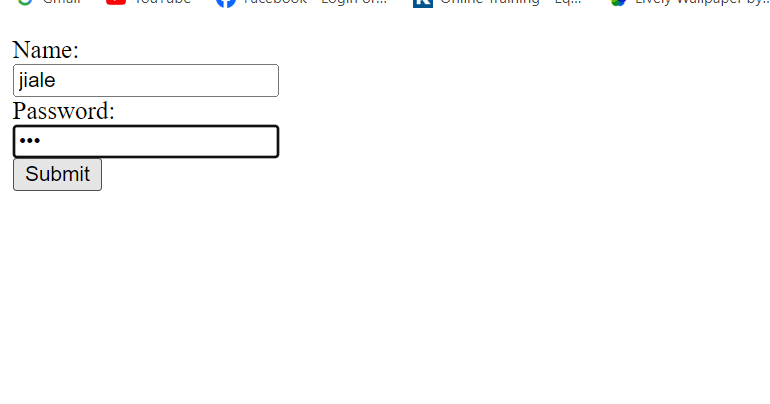 Gmail YouTube Facebook - Login or... Online Training - Eq... Lively Wallpaper by...
Name:
jiale
Password:
•••
Submit